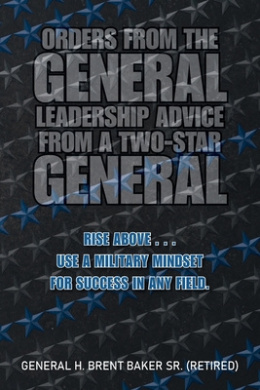 ORDERS FROM THE
GENERAL
LEADERSHIP ADVICE
FROM A TWO-STAR
GENERAL
RISE ABOVE . . .
USE A MILITARY MINDSET
FOR SUCCESS IN ANY FIELD.
GENERAL H. BRENT BAKER SR. (RETIRED)